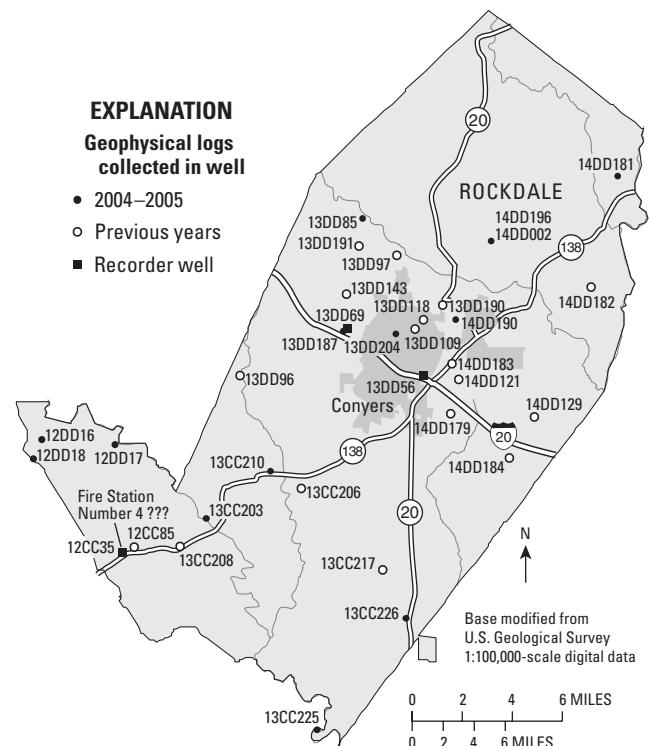 EXPLANATION
Geophysical logs
collected in well
2004–2005
Previous years
Recorder well
20
14DD181
ROCKDALE
14DD196
14DD002
138
13DD85
13DD191
13DD97
13DD143
14DD182
13DD118
13DD190
14DD190
13DD69
13DD187
13DD204
13DD109
14DD183
13DD96
13DD56
14DD121
Conyers
14DD179
14DD129
20
12DD16
12DD18
12DD17
138
14DD184
13CC210
13CC206
Fire Station
Number 4 ???
13CC203
20
12CC85
12CC35
13CC208
N
13CC217
13CC226
Base modified from
U.S. Geological Survey
1:100,000-scale digital data
13CC225
0 2 4 6 MILES
0 2 4 6 MILES